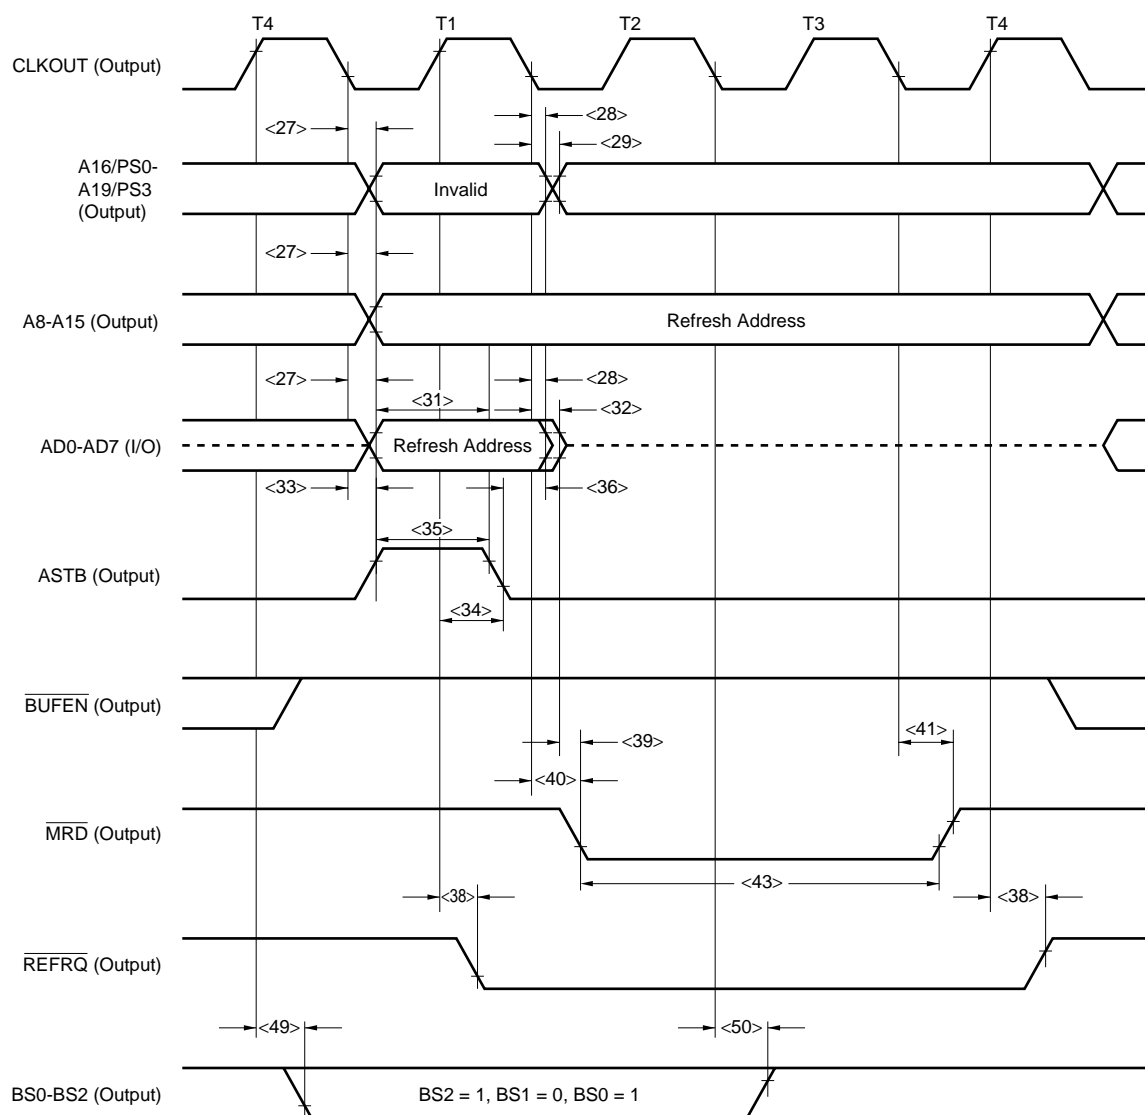 T4 T1 T2 T3 T4
CLKOUT (Output)
<28>
<27>
<29>
A16/PS0-
A19/PS3
(Output)
Invalid
<27>
A8-A15 (Output)
Refresh Address
<27>
<28>
<31>
<32>
AD0-AD7 (I/O)
Refresh Address
<33>
<36>
<35>
ASTB (Output)
<34>
BUFEN (Output)
<41>
<39>
<40>
MRD (Output)
<43>
<38>
<38>
REFRQ (Output)
<49>
<50>
BS0-BS2 (Output)
BS2 = 1, BS1 = 0, BS0 = 1